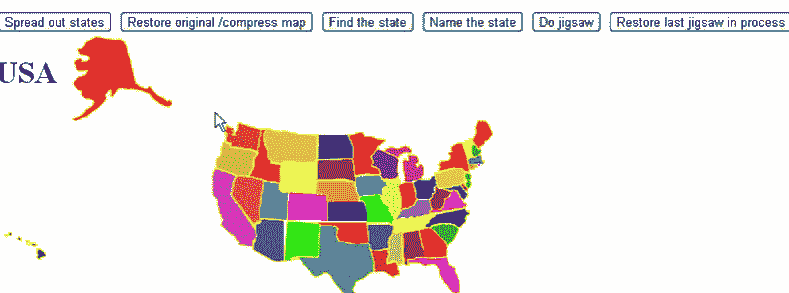 Spread out states Restore original /compress map Find the state Name the state Do jigsaw Restore last jigsaw in process
USA